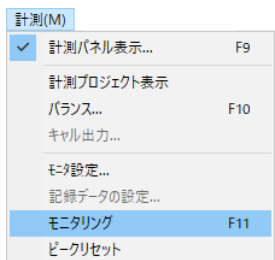 計測(M)
計測パネル表示... F9
計測プロジェクト表示
バランス... F10
キャル出力...
ﾓﾆﾀ設定...
記録データの設定...
モニタリング F11
ピークリセット